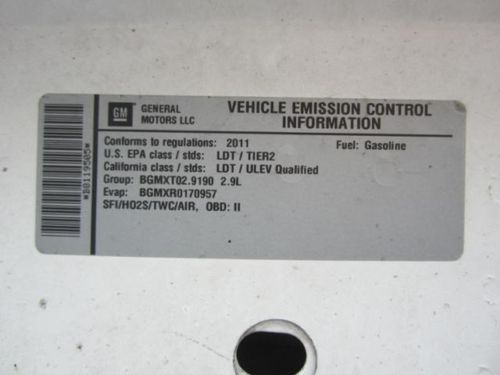 GM
GENERAL MOTORS LLC
VEHICLE EMISSION CONTROL INFORMATION
Conforms to regulations: 2011 Fuel: Gasoline
U.S. EPA class / stds: LDT / TIER2
California class / stds: LDT / ULEV Qualified
Group: BGMXT02.9190 2.9L
Evap: BGMXR0170957
SFI/HO2S/TWC/AIR, OBD: II
*B0119505*